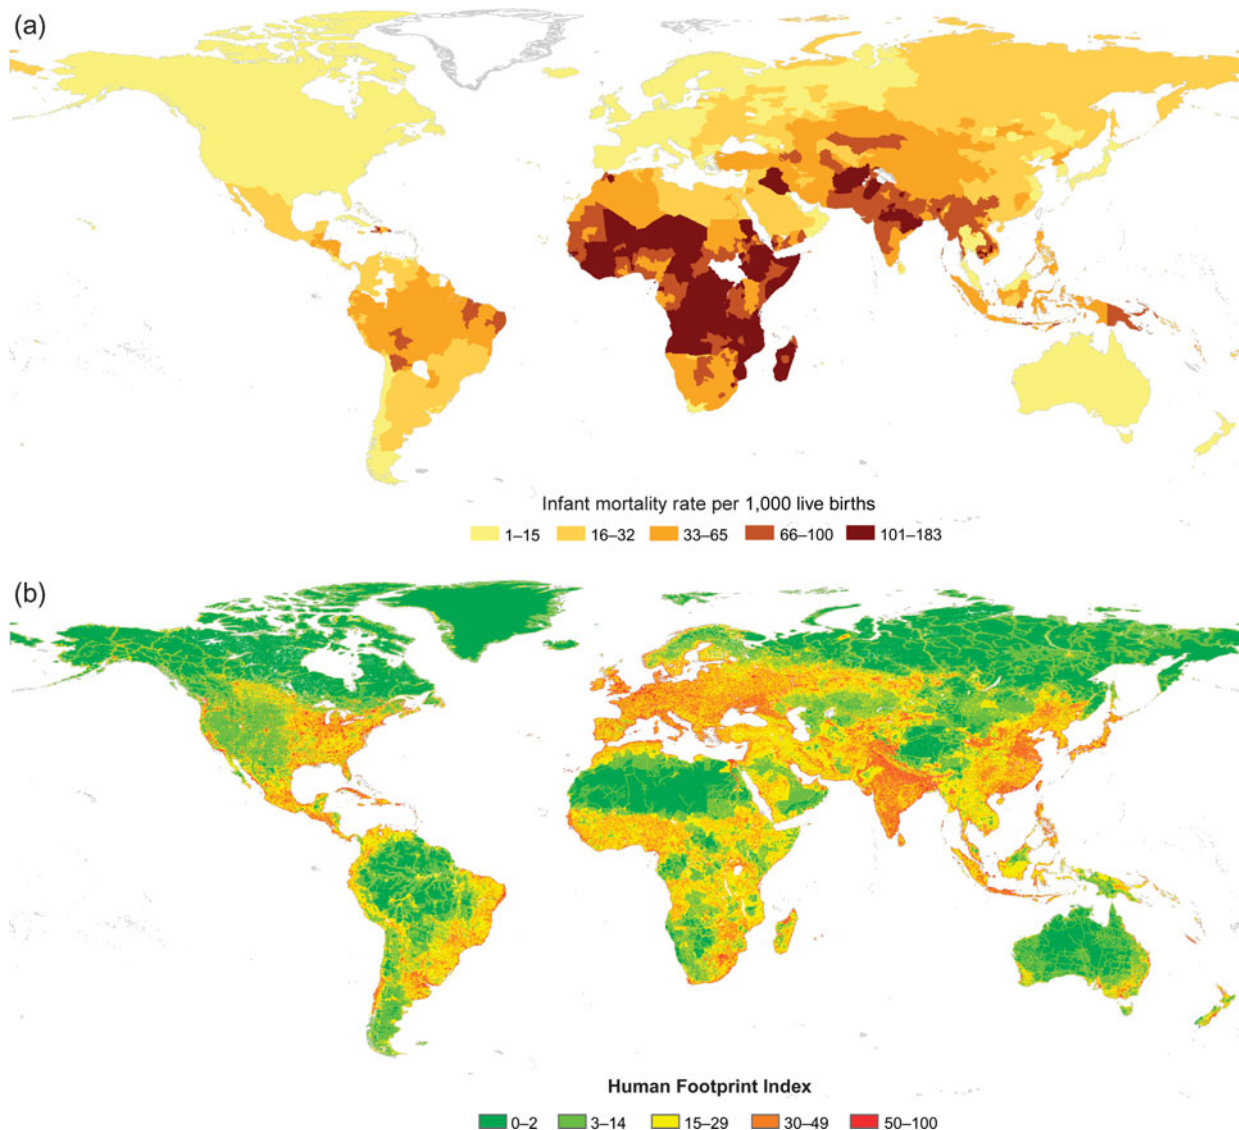 (a)
Infant mortality rate per 1,000 live births
1–15 16–32 33–65 66–100 101–183
(b)
Human Footprint Index
0–2 3–14 15–29 30–49 50–100